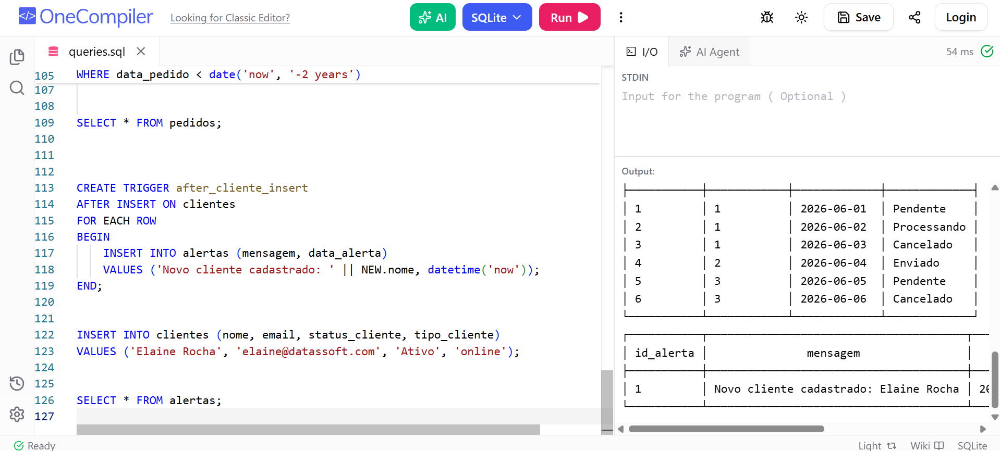 </> OneCompiler
Looking for Classic Editor?
AI
SQLite
Run
Save
Login
queries.sql
105 WHERE data_pedido < date('now', '-2 years')
107
108
109 SELECT * FROM pedidos;
110
111
112
113 CREATE TRIGGER after_cliente_insert
114 AFTER INSERT ON clientes
115 FOR EACH ROW
116 BEGIN
117 INSERT INTO alertas (mensagem, data_alerta)
118 VALUES ('Novo cliente cadastrado: ' || NEW.nome, datetime('now'));
119 END;
120
121
122 INSERT INTO clientes (nome, email, status_cliente, tipo_cliente)
123 VALUES ('Elaine Rocha', 'elaine@datassoft.com', 'Ativo', 'online');
124
125
126 SELECT * FROM alertas;
127
Ready
I/O
AI Agent
54 ms
STDIN
Input for the program ( Optional )
Output:
1 1 2026-06-01 Pendente
2 1 2026-06-02 Processando
3 1 2026-06-03 Cancelado
4 2 2026-06-04 Enviado
5 3 2026-06-05 Pendente
6 3 2026-06-06 Cancelado
id_alerta mensagem
1 Novo cliente cadastrado: Elaine Rocha
Light
Wiki
SQLite